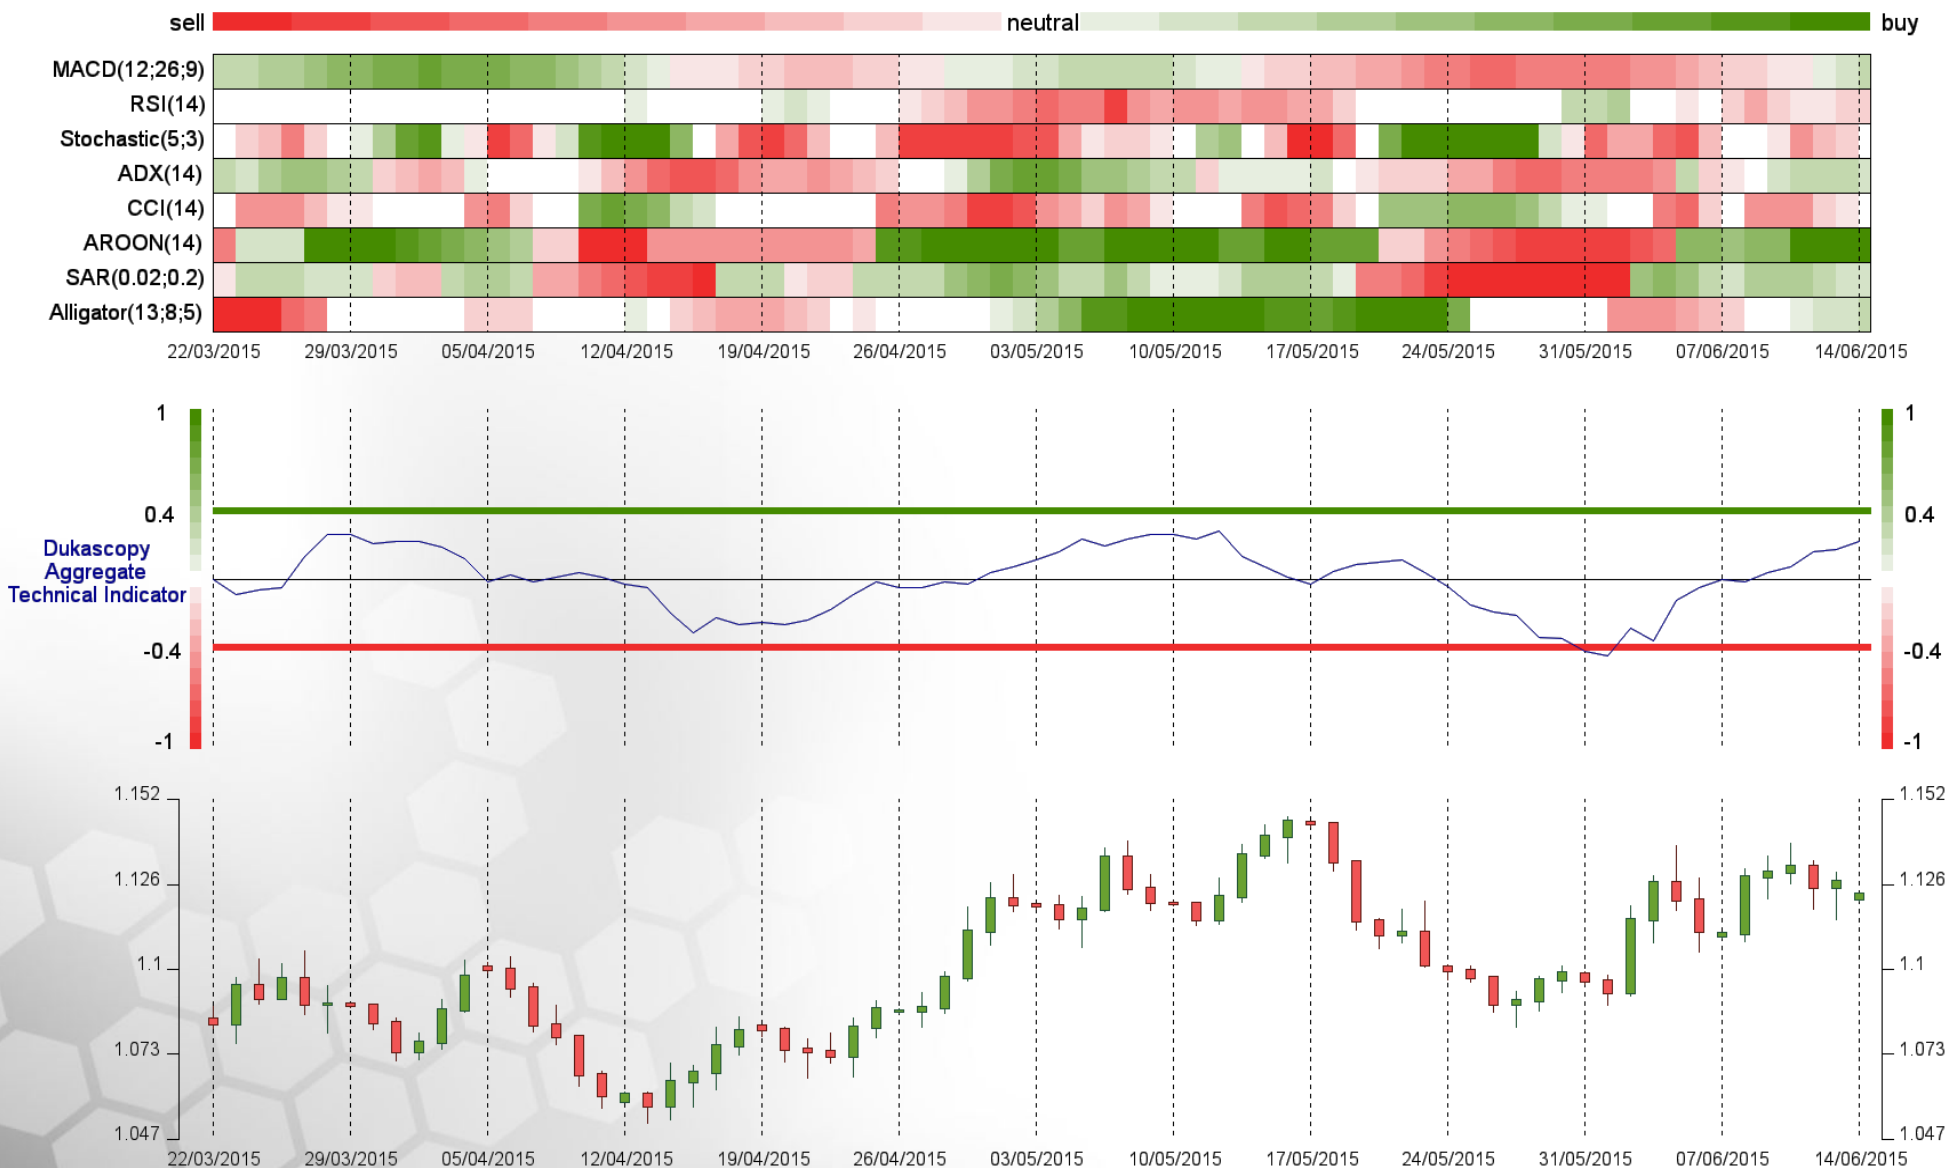 sell neutral buy
MACD(12;26;9)
RSI(14)
Stochastic(5;3)
ADX(14)
CCI(14)
AROON(14)
SAR(0.02;0.2)
Alligator(13;8;5)
22/03/2015 29/03/2015 05/04/2015 12/04/2015 19/04/2015 26/04/2015 03/05/2015 10/05/2015 17/05/2015 24/05/2015 31/05/2015 07/06/2015 14/06/2015
1 1
0.4 0.4
Dukascopy
Aggregate
Technical Indicator
-0.4 -0.4
-1 -1
1.152 1.152
1.126 1.126
1.1 1.1
1.073 1.073
1.047 1.047
22/03/2015 29/03/2015 05/04/2015 12/04/2015 19/04/2015 26/04/2015 03/05/2015 10/05/2015 17/05/2015 24/05/2015 31/05/2015 07/06/2015 14/06/2015